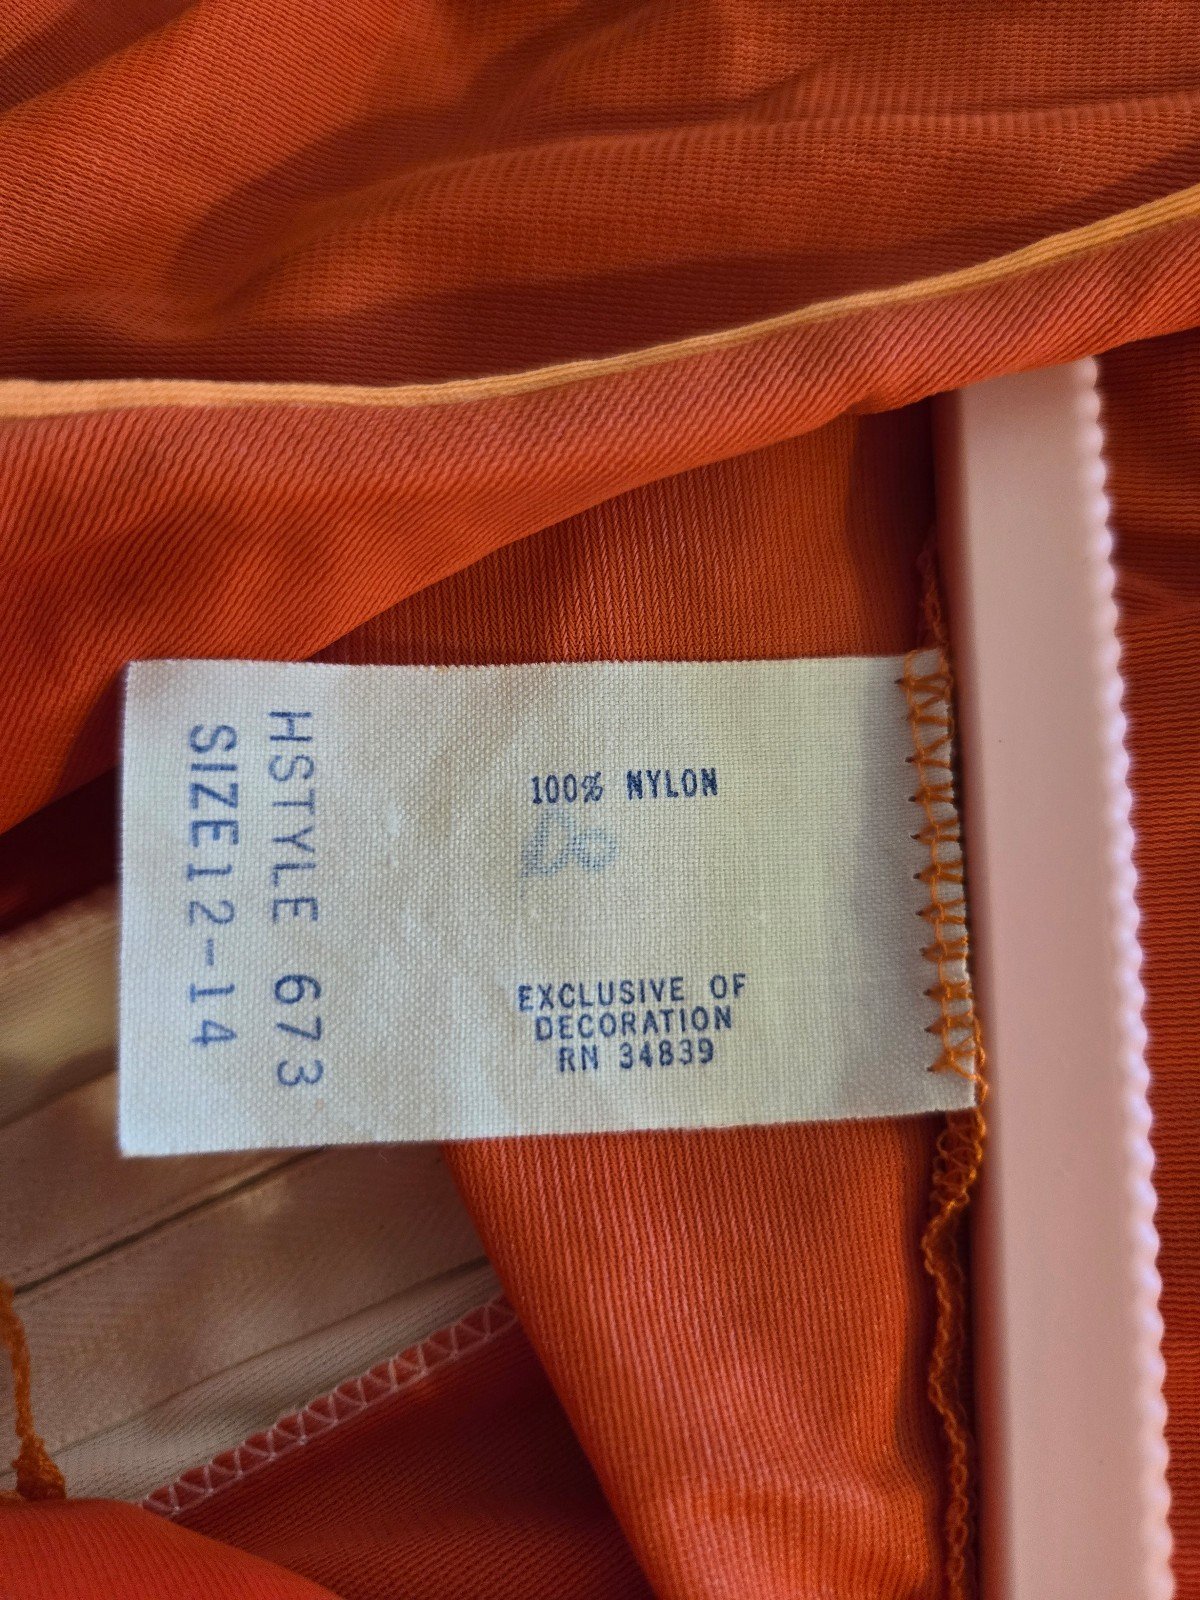 100% NYLON
EXCLUSIVE OF
DECORATION
RN 34839
HSTYLE 673
SIZE12-14